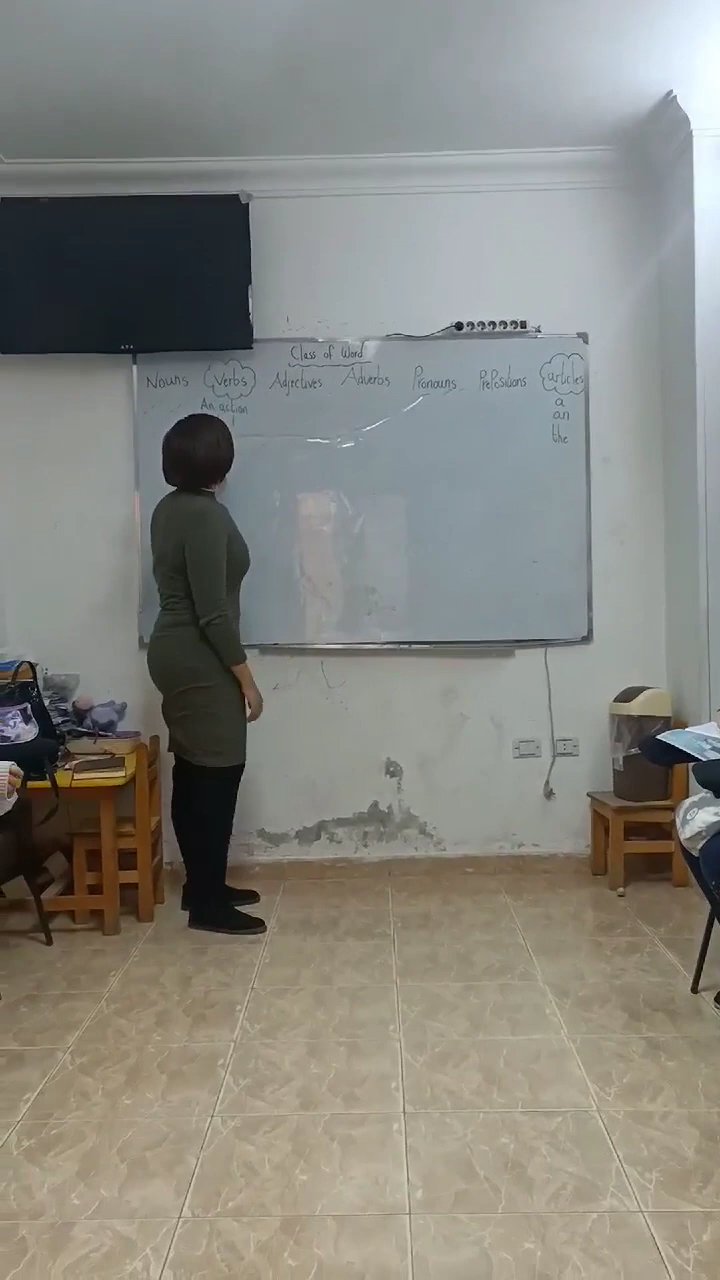 Class of Word
Nouns Verbs Adjectives Adverbs Pronouns Prepositions articles
An action
a
an
the